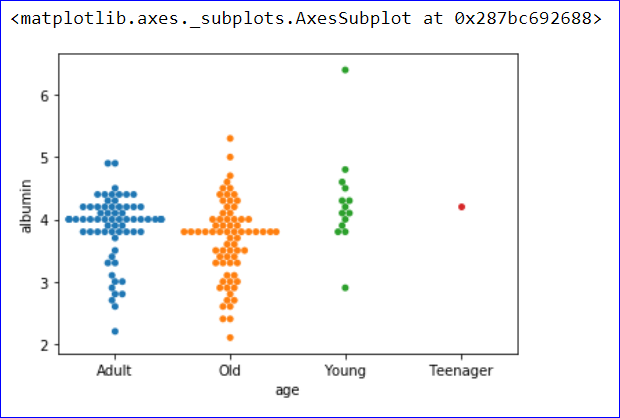 <matplotlib.axes._subplots.AxesSubplot at 0x287bc692688>
6
5
4
3
2
albumin
Adult Old Young Teenager
age